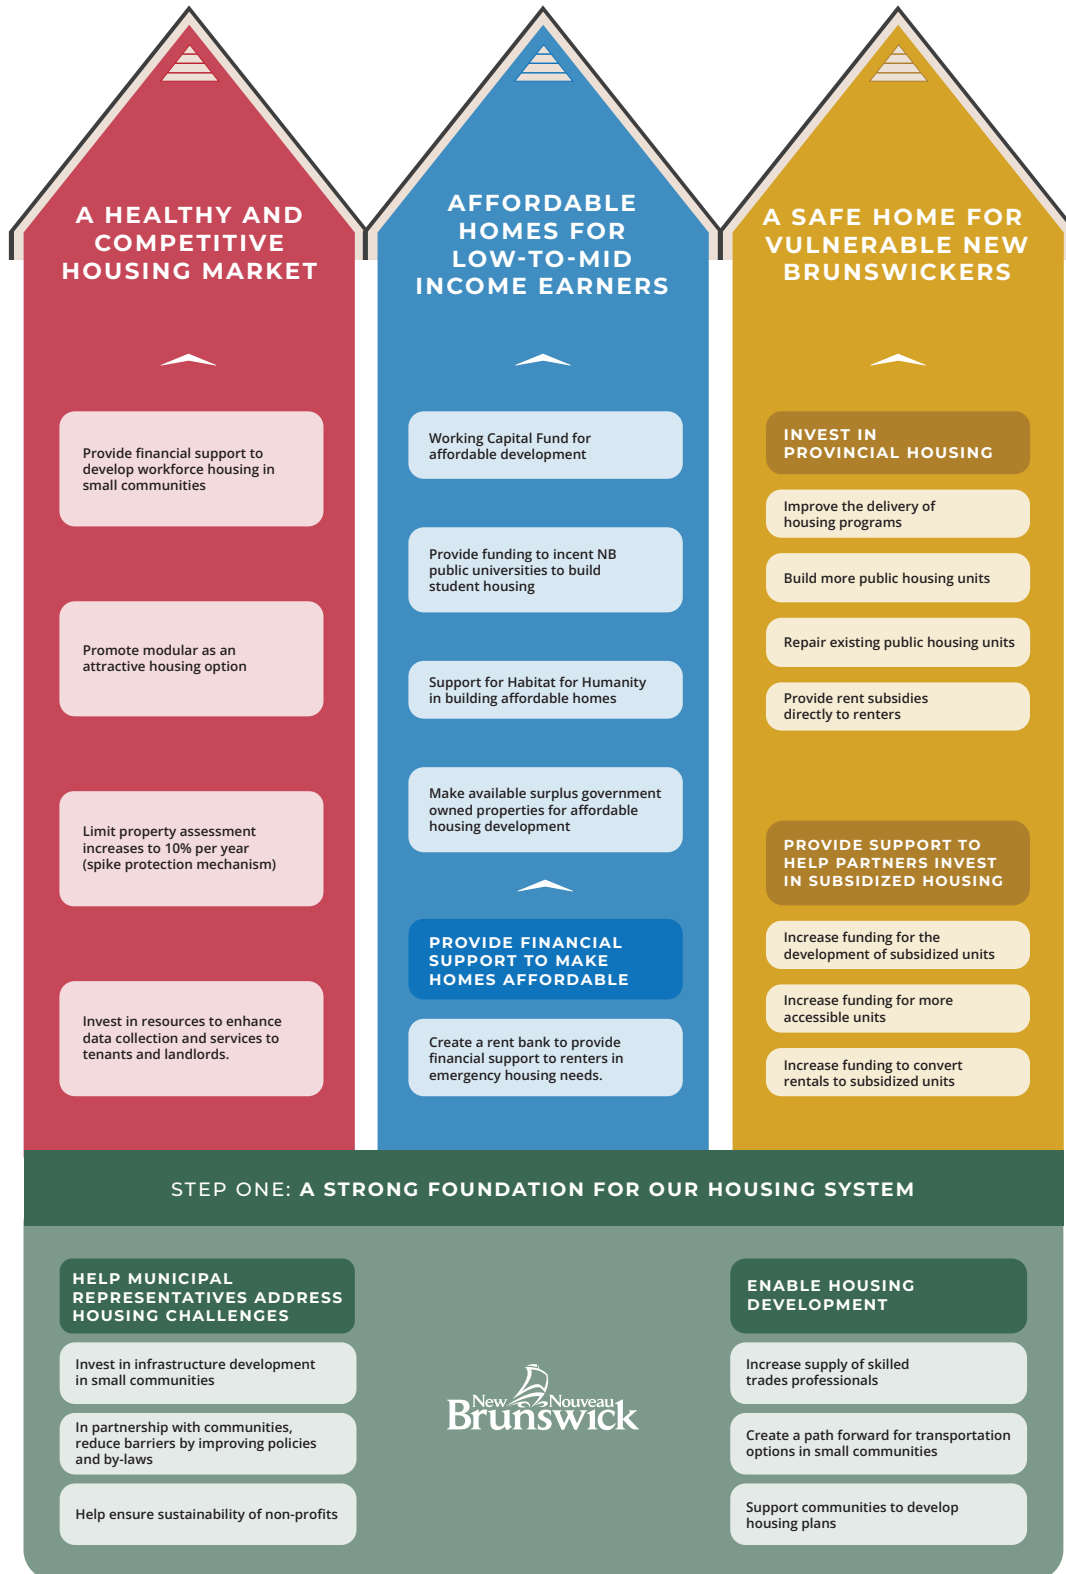 A HEALTHY AND
COMPETITIVE
HOUSING MARKET
Provide financial support to
develop workforce housing in
small communities
Promote modular as an
attractive housing option
Limit property assessment
increases to 10% per year
(spike protection mechanism)
Invest in resources to enhance
data collection and services to
tenants and landlords.
AFFORDABLE
HOMES FOR
LOW-TO-MID
INCOME EARNERS
Working Capital Fund for
affordable development
Provide funding to incent NB
public universities to build
student housing
Support for Habitat for Humanity
in building affordable homes
Make available surplus government
owned properties for affordable
housing development
PROVIDE FINANCIAL
SUPPORT TO MAKE
HOMES AFFORDABLE
Create a rent bank to provide
financial support to renters in
emergency housing needs.
A SAFE HOME FOR
VULNERABLE NEW
BRUNSWICKERS
INVEST IN
PROVINCIAL HOUSING
Improve the delivery of
housing programs
Build more public housing units
Repair existing public housing units
Provide rent subsidies
directly to renters
PROVIDE SUPPORT TO
HELP PARTNERS INVEST
IN SUBSIDIZED HOUSING
Increase funding for the
development of subsidized units
Increase funding for more
accessible units
Increase funding to convert
rentals to subsidized units
STEP ONE: A STRONG FOUNDATION FOR OUR HOUSING SYSTEM
HELP MUNICIPAL
REPRESENTATIVES ADDRESS
HOUSING CHALLENGES
Invest in infrastructure development
in small communities
In partnership with communities,
reduce barriers by improving policies
and by-laws
Help ensure sustainability of non-profits
New Nouveau
Brunswick
ENABLE HOUSING
DEVELOPMENT
Increase supply of skilled
trades professionals
Create a path forward for transportation
options in small communities
Support communities to develop
housing plans